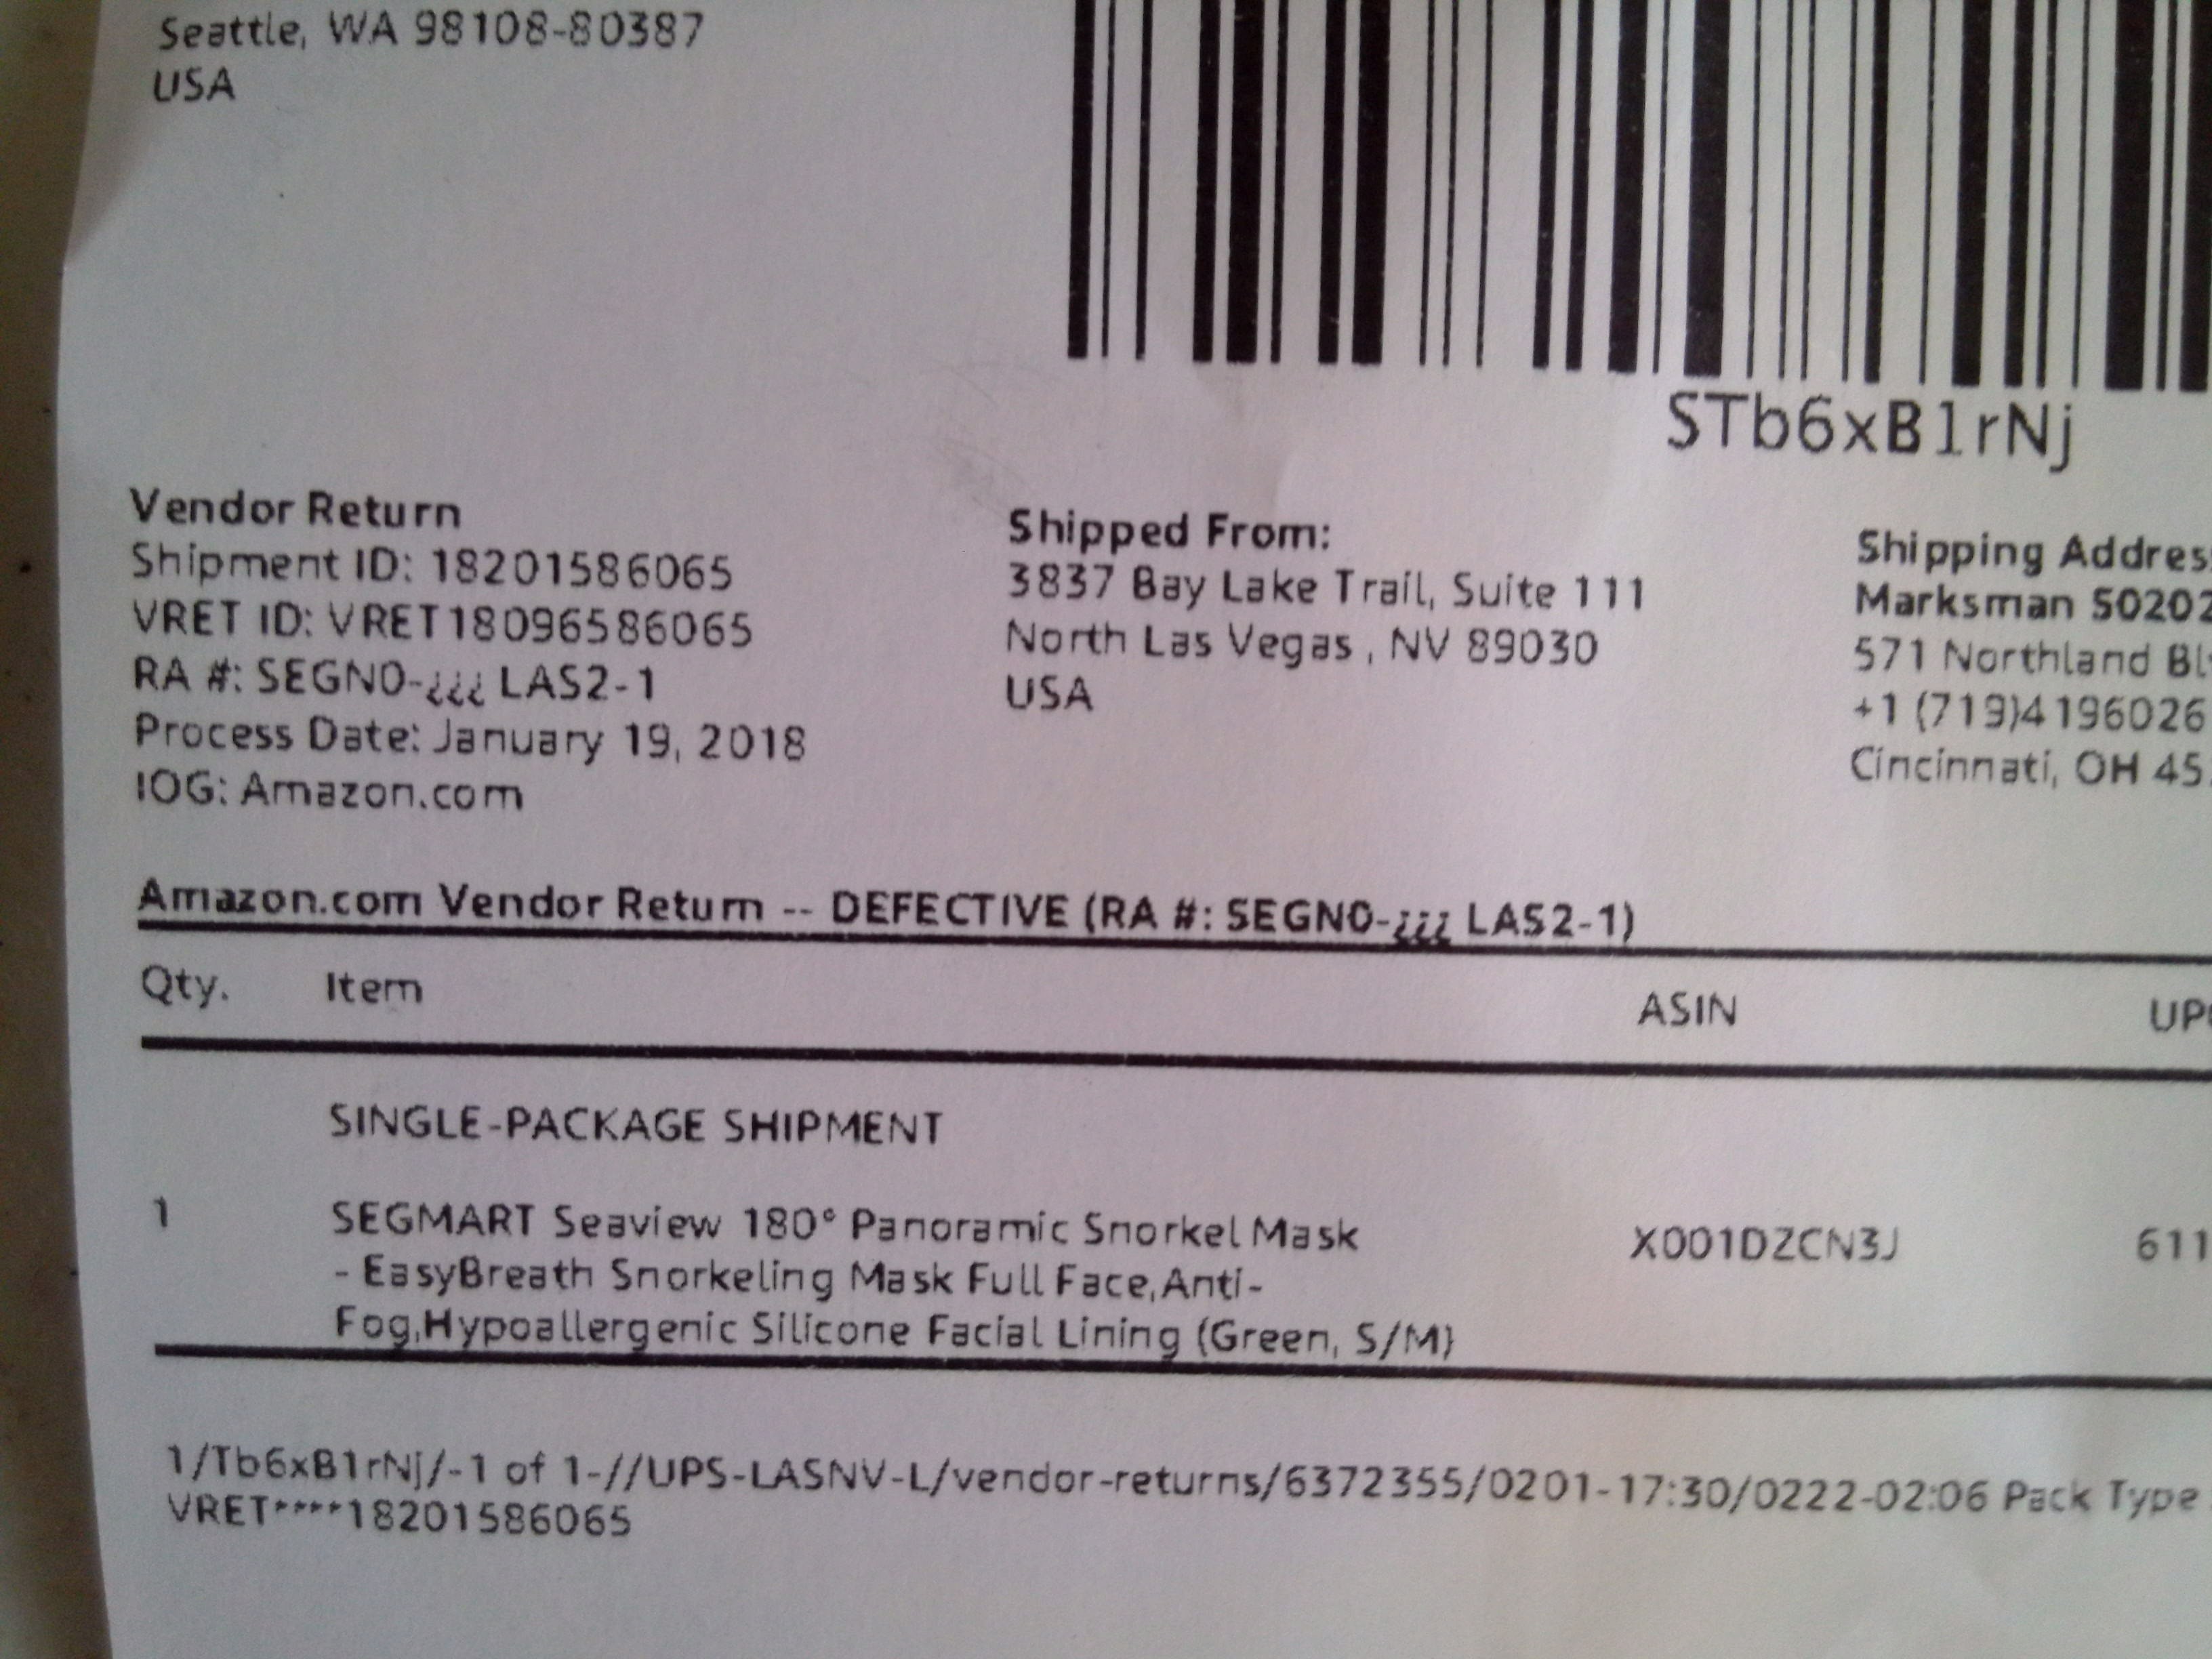 Seattle, WA 98108-80387
USA
STb6xB1rNj
Vendor Return
Shipment ID: 18201586065
VRET ID: VRET18096586065
RA #: SEGN0-¿¿¿ LAS2-1
Process Date: January 19, 2018
IOG: Amazon.com
Shipped From:
3837 Bay Lake Trail, Suite 111
North Las Vegas , NV 89030
USA
Shipping Addres
Marksman 50202
571 Northland Bl
+1 (719)4196026
Cincinnati, OH 45
Amazon.com Vendor Return -- DEFECTIVE (RA #: SEGN0-¿¿¿ LAS2-1)
Qty. Item ASIN UP
SINGLE-PACKAGE SHIPMENT
1 SEGMART Seaview 180° Panoramic Snorkel Mask X001DZCN3J 611
- EasyBreath Snorkeling Mask Full Face,Anti-
Fog,Hypoallergenic Silicone Facial Lining (Green, S/M)
1/Tb6xB1rNj/-1 of 1-//UPS-LASNV-L/vendor-returns/6372355/0201-17:30/0222-02:06 Pack Type
VRET****18201586065